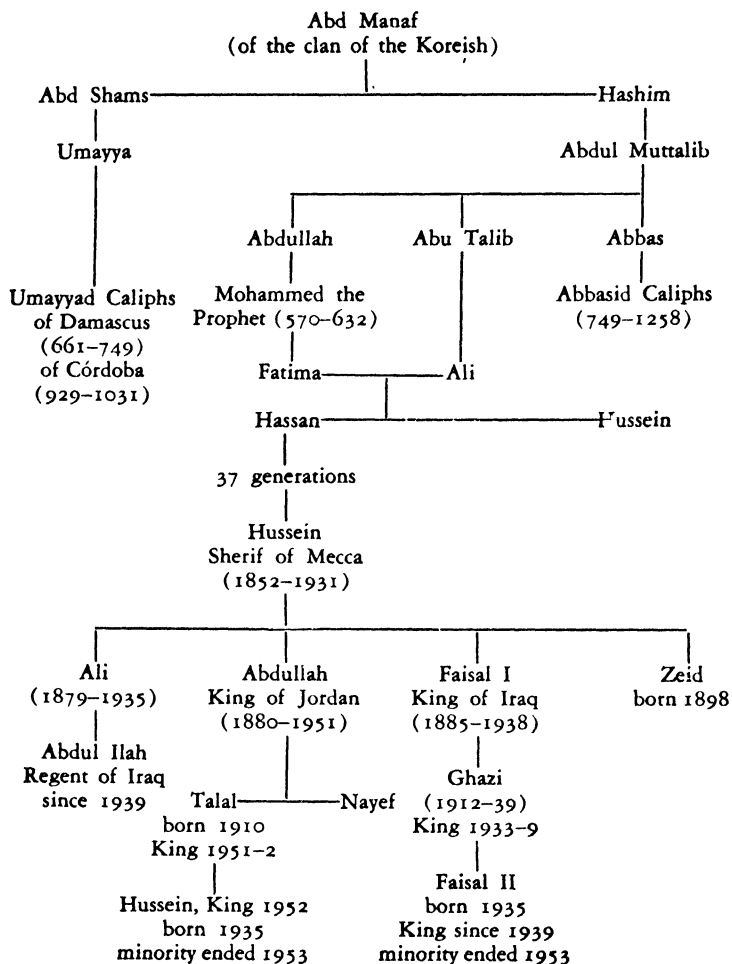 Abd Manaf
(of the clan of the Koreish)
Abd Shams
Hashim
Umayya
Abdul Muttalib
Abdullah
Abu Talib
Abbas
Umayyad Caliphs
of Damascus
(661–749)
of Córdoba
(929–1031)
Mohammed the
Prophet (570–632)
Abbasid Caliphs
(749–1258)
Fatima
Ali
Hassan
Hussein
37 generations
Hussein
Sherif of Mecca
(1852–1931)
Ali
(1879–1935)
Abdullah
King of Jordan
(1880–1951)
Faisal I
King of Iraq
(1885–1938)
Zeid
born 1898
Abdul Ilah
Regent of Iraq
since 1939
Talal
born 1910
King 1951–2
Nayef
Ghazi
(1912–39)
King 1933–9
Hussein, King 1952
born 1935
minority ended 1953
Faisal II
born 1935
King since 1939
minority ended 1953